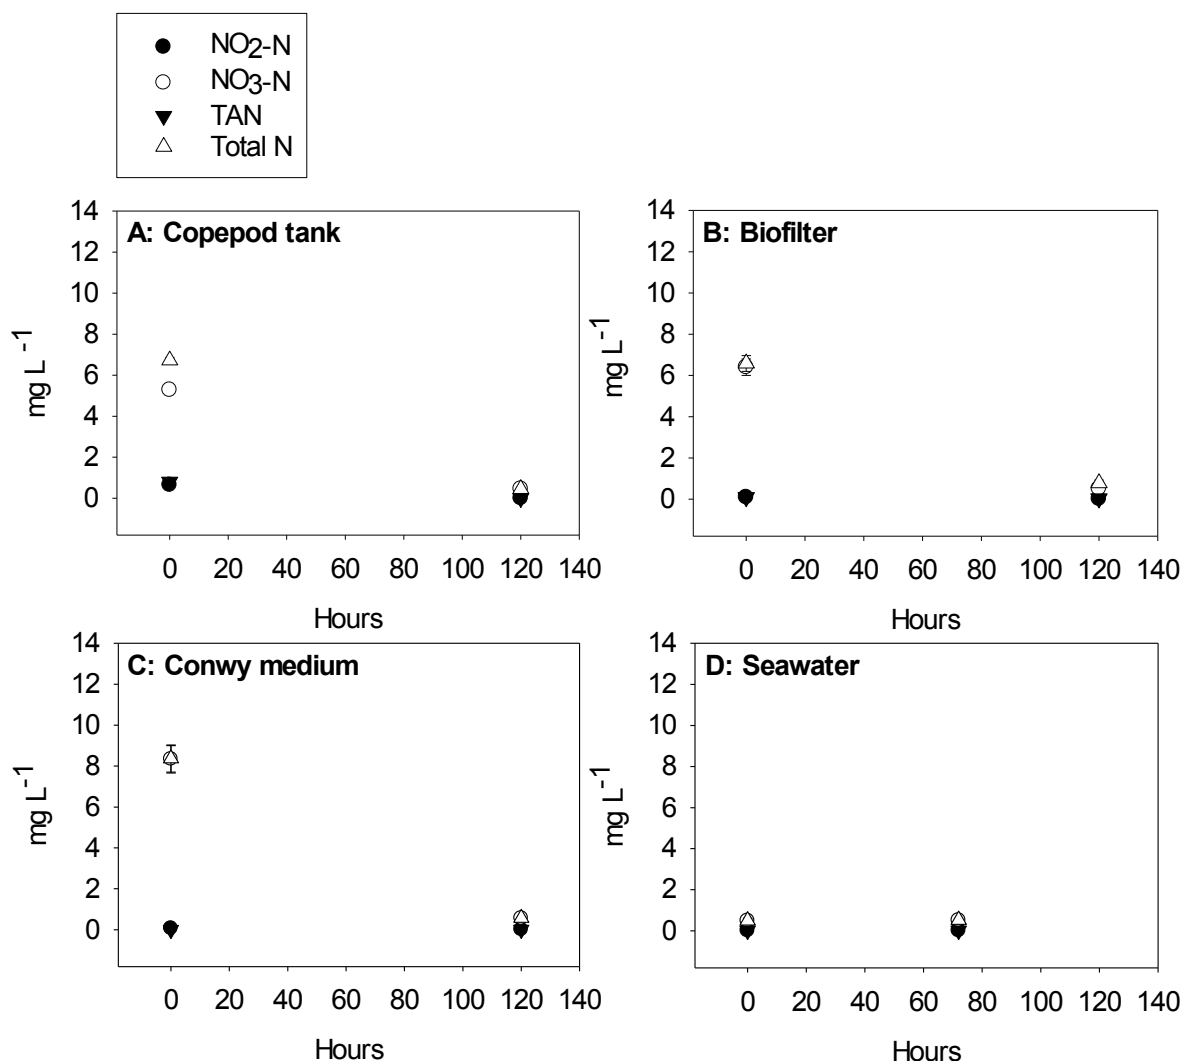 NO2-N
NO3-N
TAN
Total N
A: Copepod tank
14
12
10
8
6
4
2
0
mg L-1
0 20 40 60 80 100 120 140
Hours
B: Biofilter
14
12
10
8
6
4
2
0
mg L-1
0 20 40 60 80 100 120 140
Hours
C: Conwy medium
14
12
10
8
6
4
2
0
mg L-1
0 20 40 60 80 100 120 140
Hours
D: Seawater
14
12
10
8
6
4
2
0
mg L-1
0 20 40 60 80 100 120 140
Hours